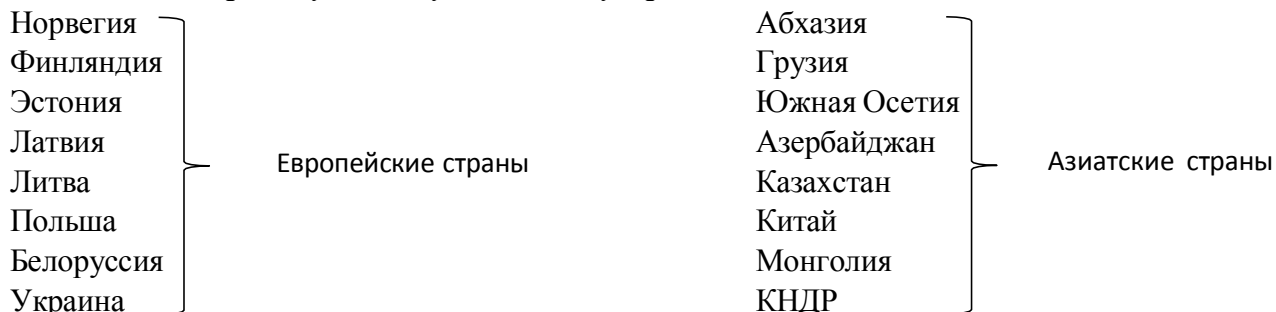 Норвегия
Финляндия
Эстония
Латвия
Литва
Польша
Белоруссия
Украина
Европейские страны
Абхазия
Грузия
Южная Осетия
Азербайджан
Казахстан
Китай
Монголия
КНДР
Азиатские страны